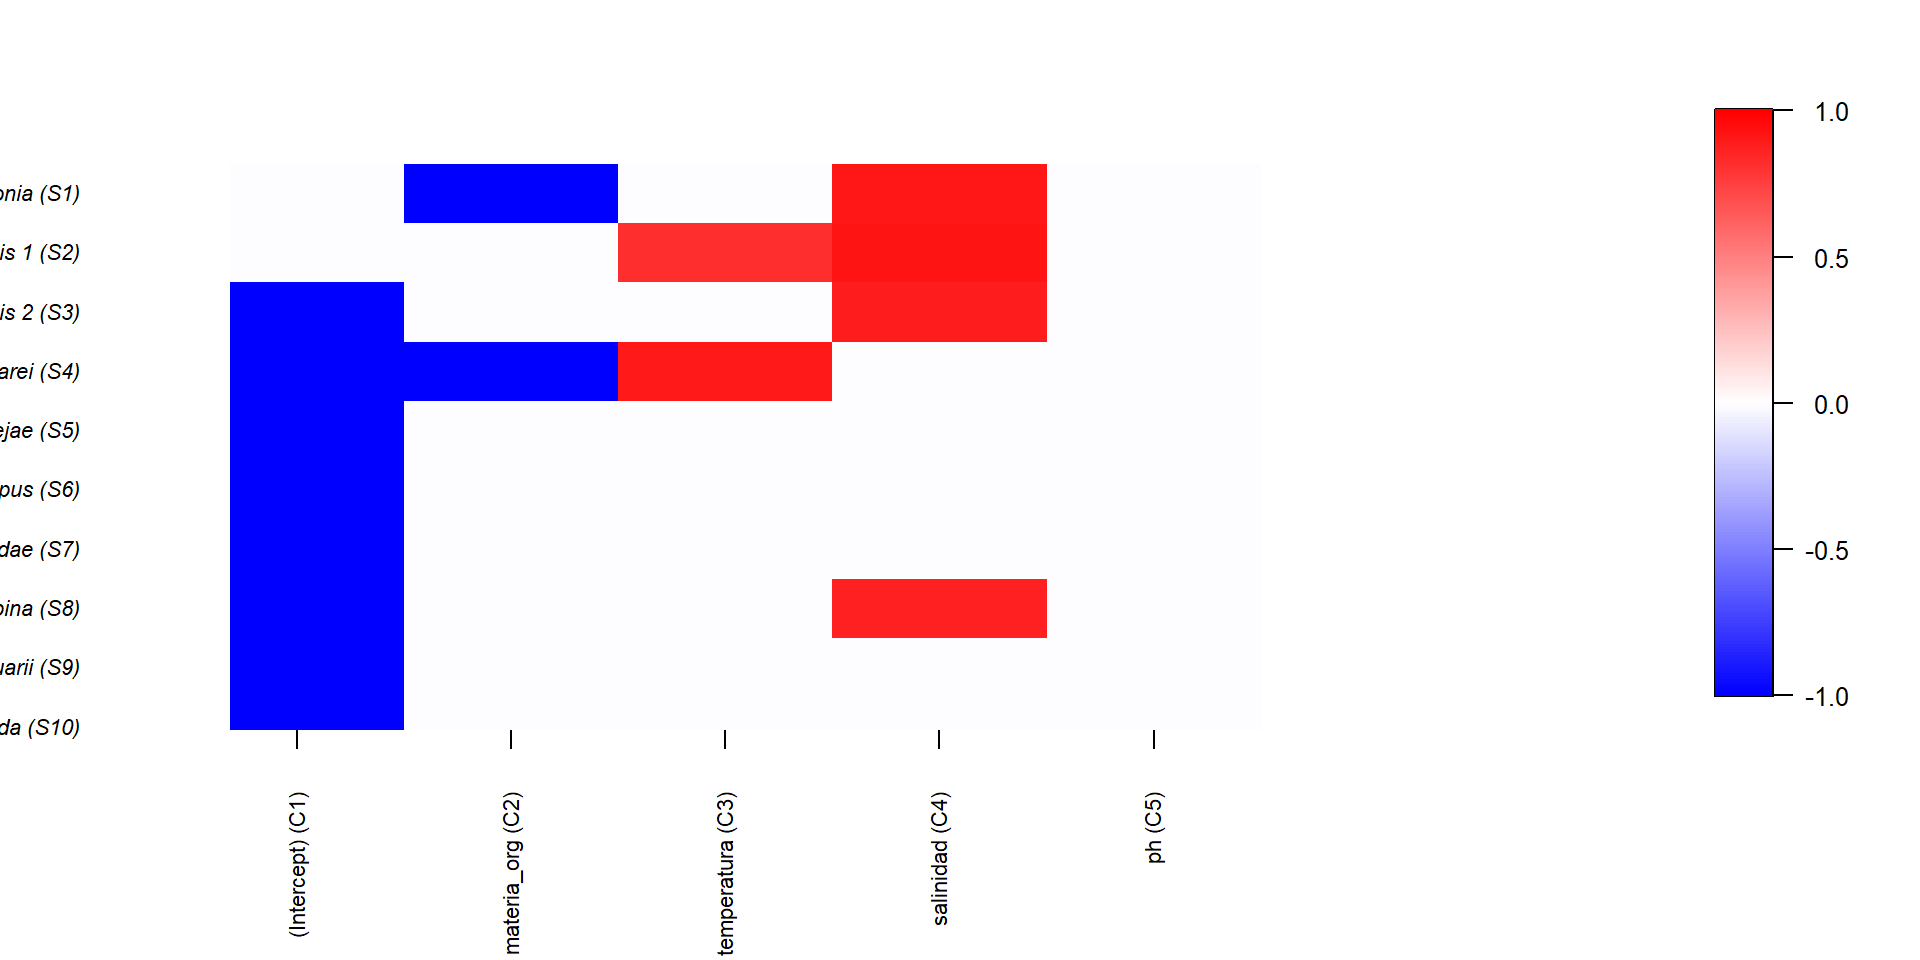 onia (S1)
is 1 (S2)
is 2 (S3)
arei (S4)
ejae (S5)
pus (S6)
dae (S7)
pina (S8)
uarii (S9)
da (S10)
(Intercept) (C1)
materia_org (C2)
temperatura (C3)
salinidad (C4)
ph (C5)
1.0
0.5
0.0
-0.5
-1.0